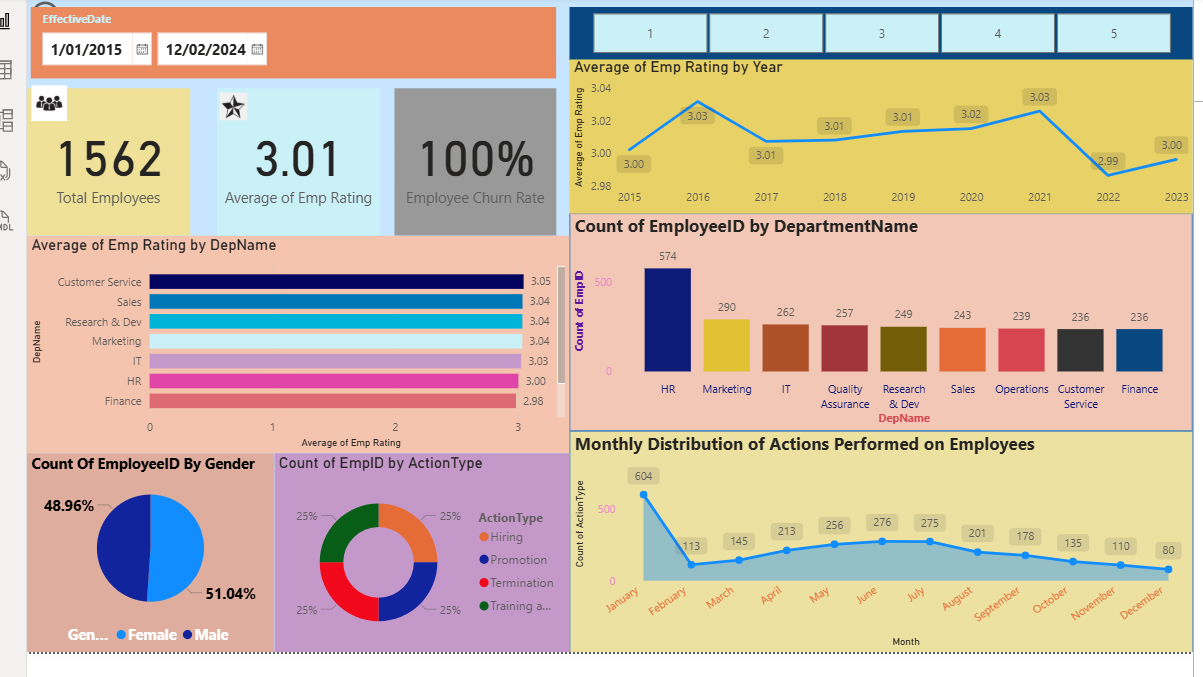 EffectiveDate
1/01/2015
12/02/2024
1
2
3
4
5
1562
Total Employees
3.01
Average of Emp Rating
100%
Employee Churn Rate
Average of Emp Rating by Year
Average of Emp Rating
3.04
3.02
3.00
2.98
3.00
3.03
3.01
3.01
3.01
3.02
3.03
2.99
3.00
2015
2016
2017
2018
2019
2020
2021
2022
2023
Average of Emp Rating by DepName
DepName
Customer Service
3.05
Sales
3.04
Research & Dev
3.04
Marketing
3.04
IT
3.03
HR
3.00
Finance
2.98
0
1
2
3
Average of Emp Rating
Count of EmployeeID by DepartmentName
Count of EmpID
500
0
574
290
262
257
249
243
239
236
236
HR
Marketing
IT
Quality
Assurance
Research
& Dev
Sales
Operations
Customer
Service
Finance
DepName
Count Of EmployeeID By Gender
48.96%
51.04%
Gen...
Female
Male
Count of EmpID by ActionType
25%
25%
25%
25%
ActionType
Hiring
Promotion
Termination
Training a...
Monthly Distribution of Actions Performed on Employees
Count of ActionType
500
0
604
113
145
213
256
276
275
201
178
135
110
80
January
February
March
April
May
June
July
August
September
October
November
December
Month